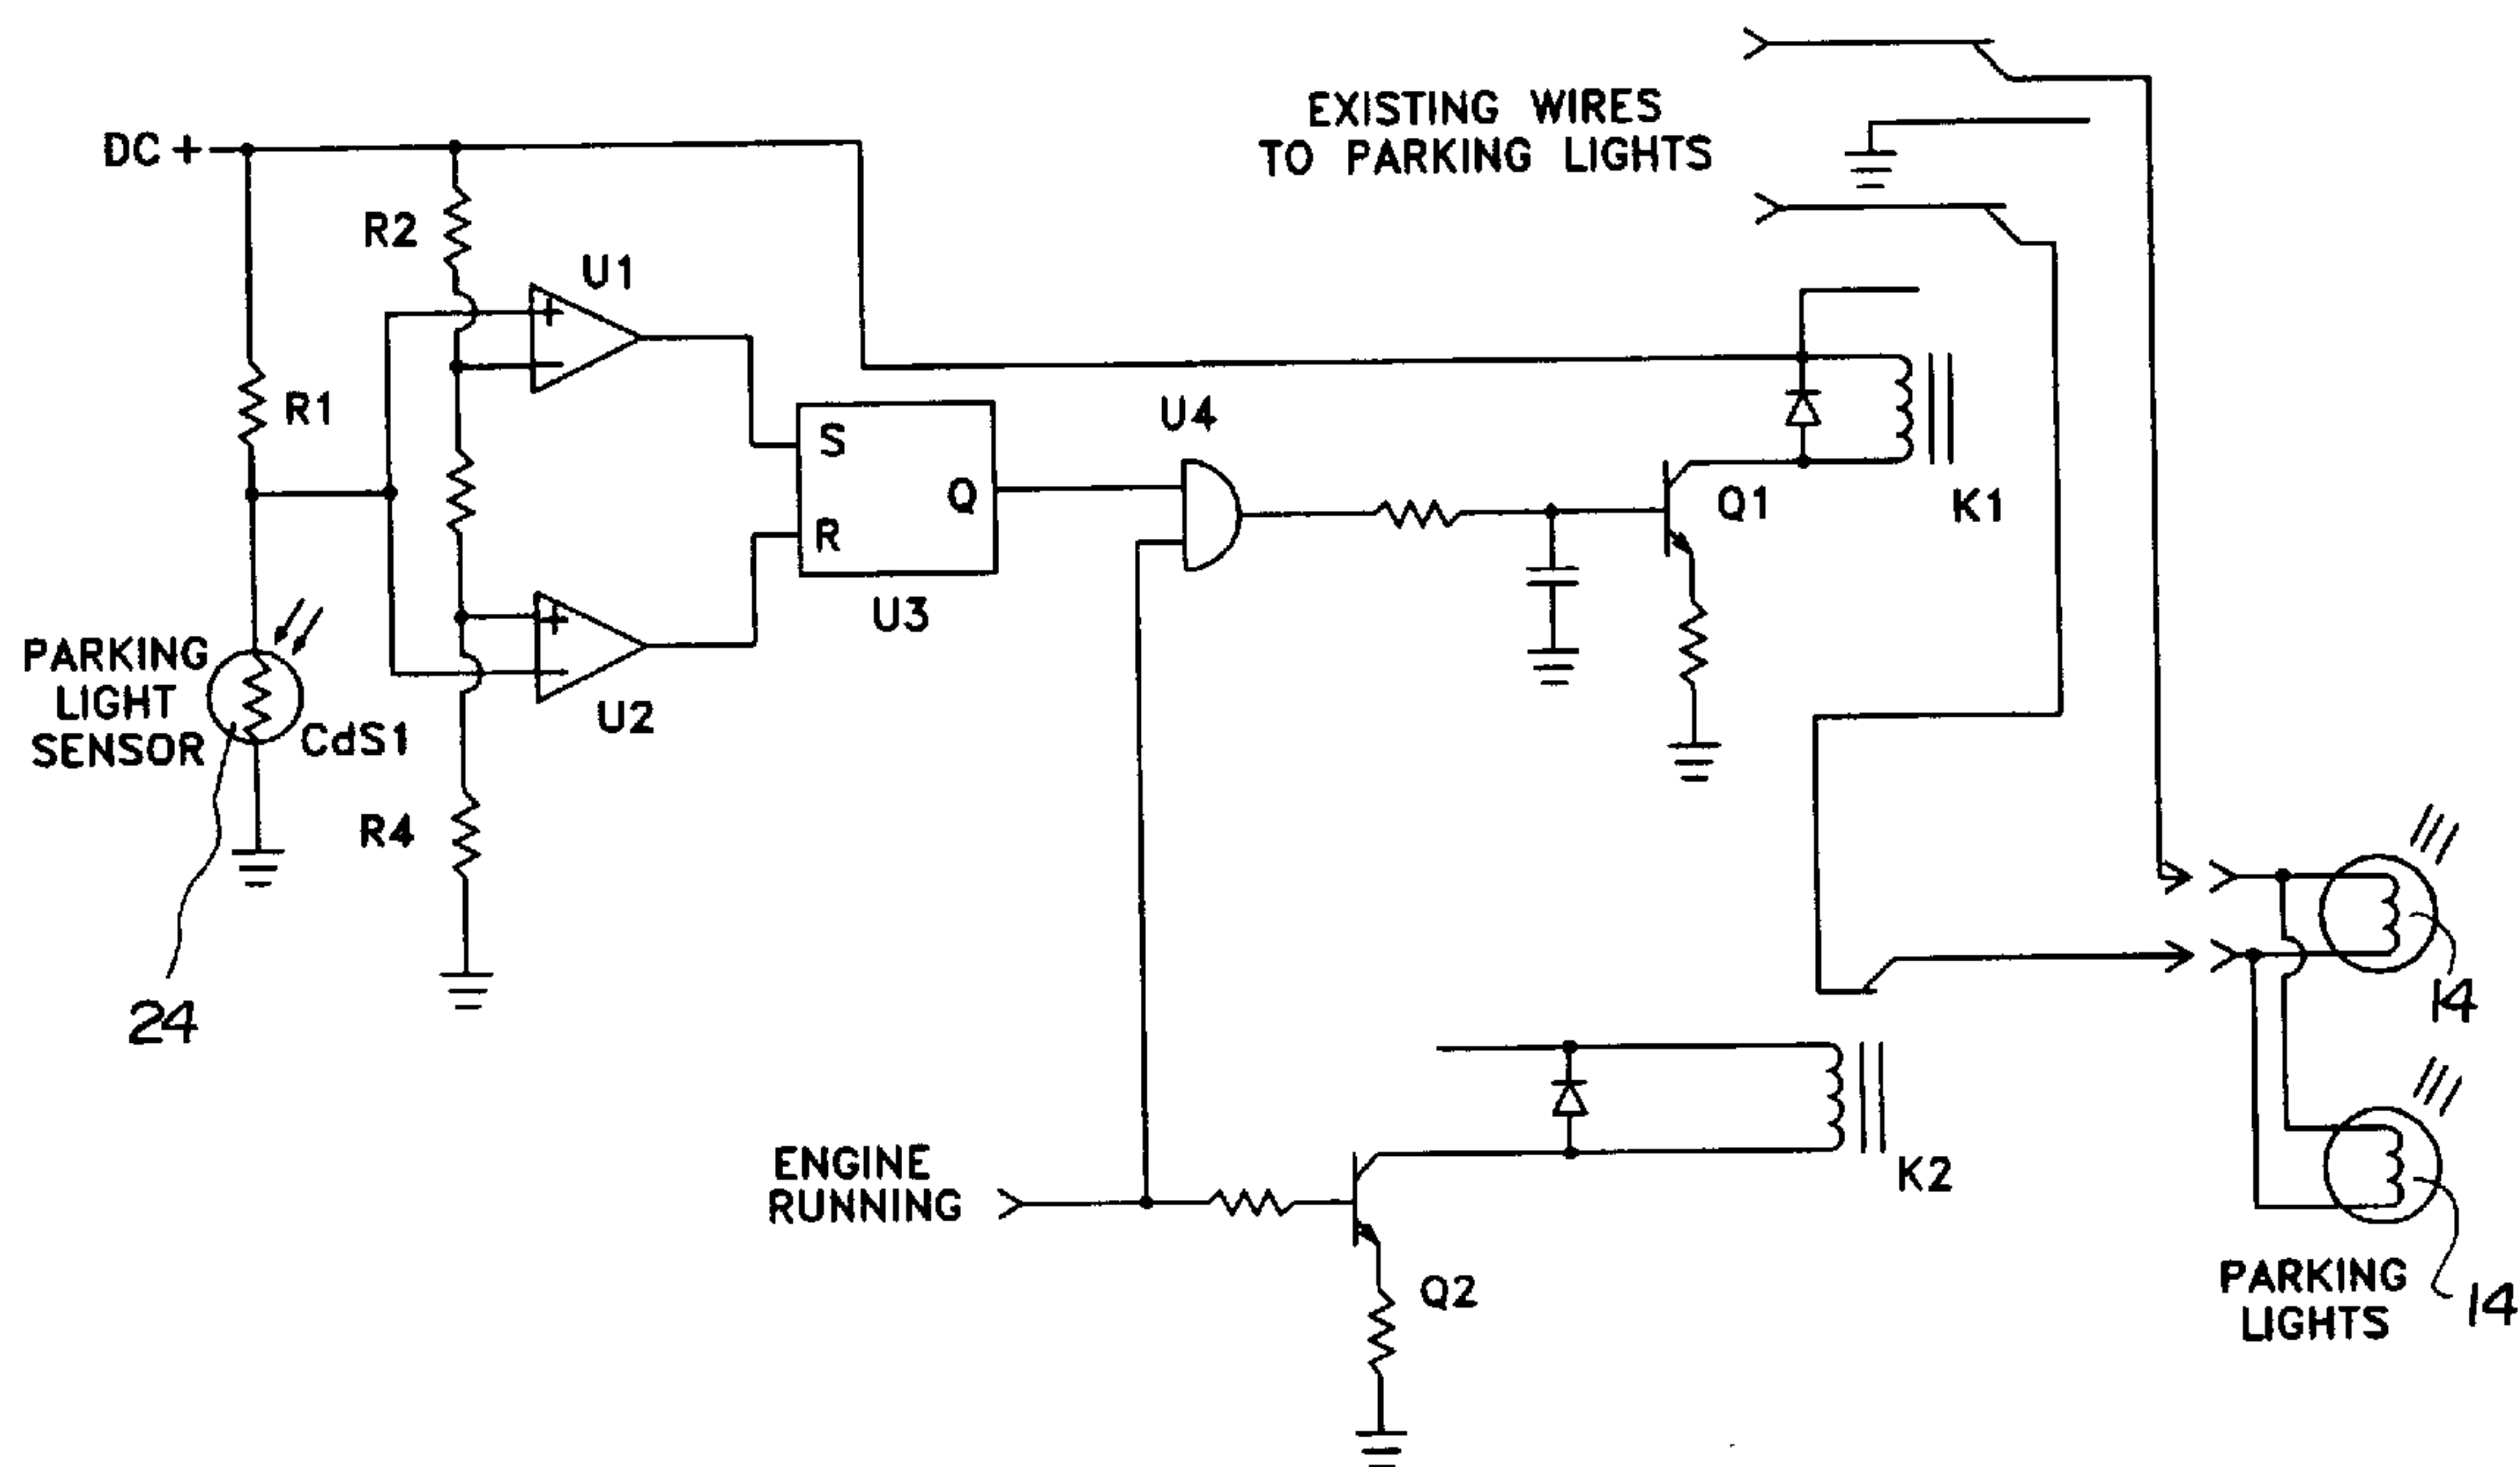 EXISTING WIRES
TO PARKING LIGHTS
DC +
R2
U1
+
−
R1
U4
S
Q
R
U3
Q1
K1
+
−
U2
PARKING
LIGHT
SENSOR
CdS1
R4
24
14
ENGINE
RUNNING
K2
Q2
PARKING
LIGHTS
14